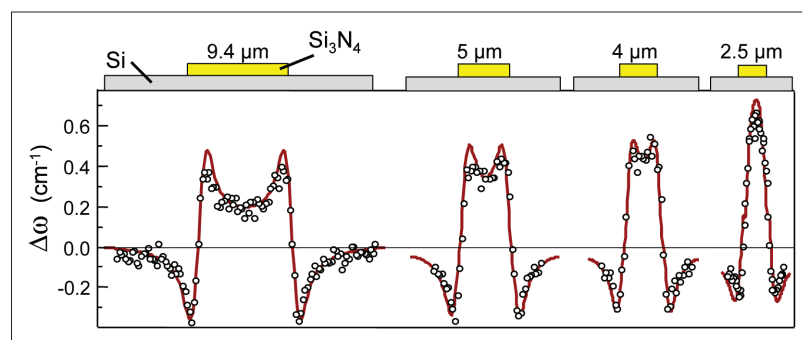 Si
9.4 µm
Si₃N₄
5 µm
4 µm
2.5 µm
Δω (cm⁻¹)
0.6
0.4
0.2
0.0
-0.2